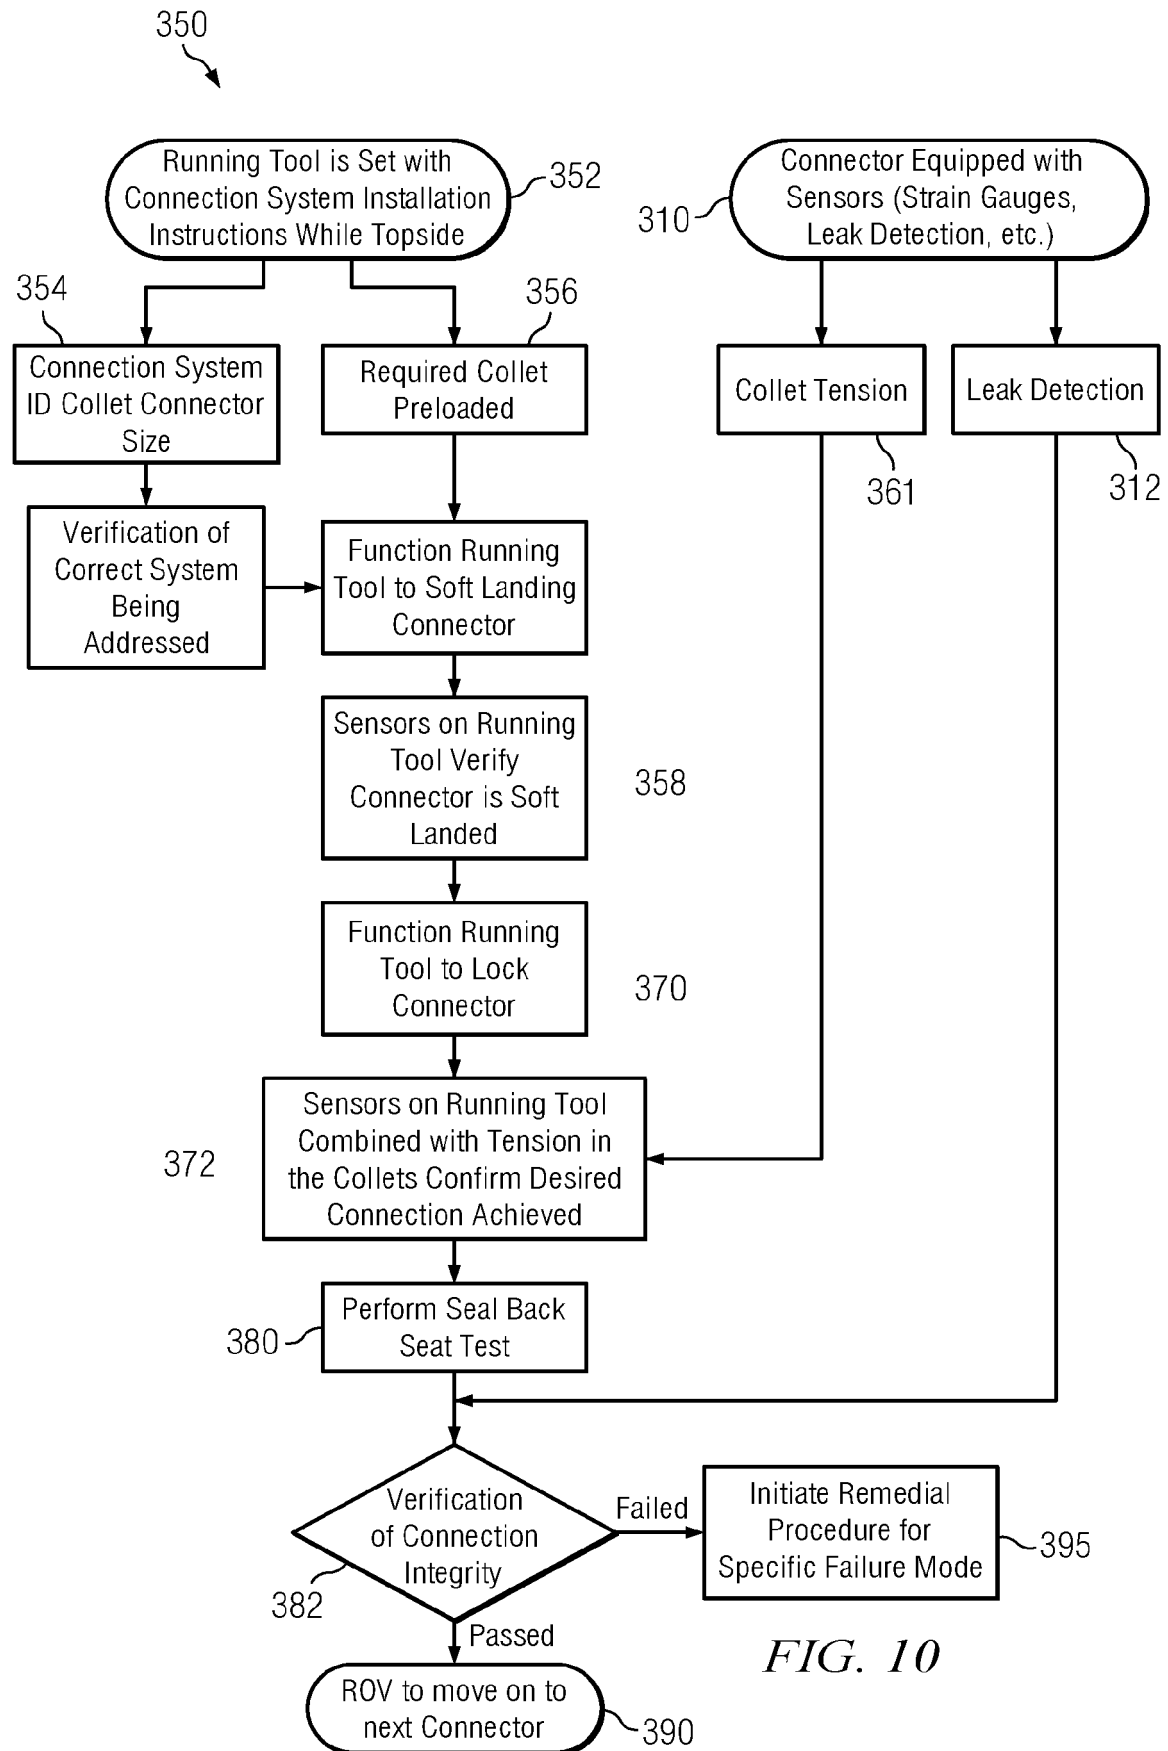 350
Running Tool is Set with
Connection System Installation
Instructions While Topside
352
Connector Equipped with
Sensors (Strain Gauges,
Leak Detection, etc.)
310
354
Connection System
ID Collet Connector
Size
356
Required Collet
Preloaded
Collet Tension
361
Leak Detection
312
Verification of
Correct System
Being
Addressed
Function Running
Tool to Soft Landing
Connector
Sensors on Running
Tool Verify
Connector is Soft
Landed
358
Function Running
Tool to Lock
Connector
370
Sensors on Running Tool
Combined with Tension in
the Collets Confirm Desired
Connection Achieved
372
Perform Seal Back
Seat Test
380
Verification
of Connection
Integrity
382
Failed
Initiate Remedial
Procedure for
Specific Failure Mode
395
Passed
ROV to move on to
next Connector
390
FIG. 10